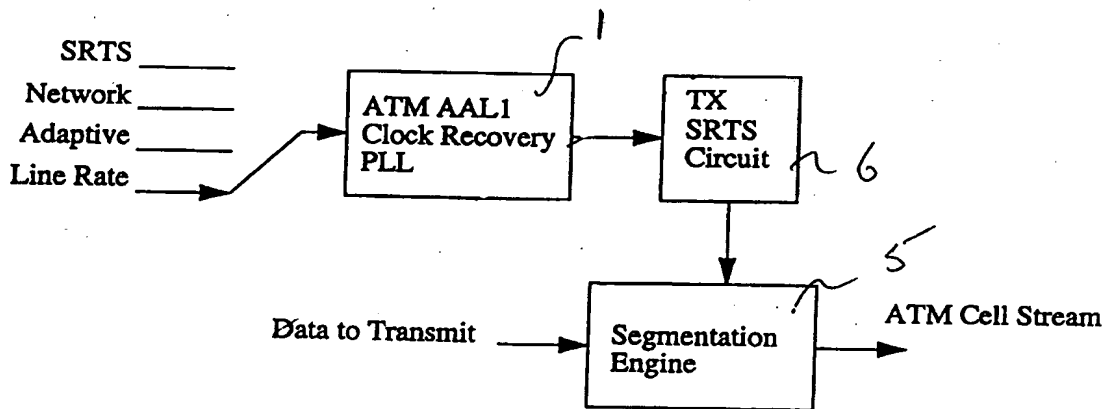 1
SRTS
Network
Adaptive
Line Rate
ATM AAL1
Clock Recovery
PLL
TX
SRTS
Circuit
6
5
Data to Transmit
Segmentation
Engine
ATM Cell Stream